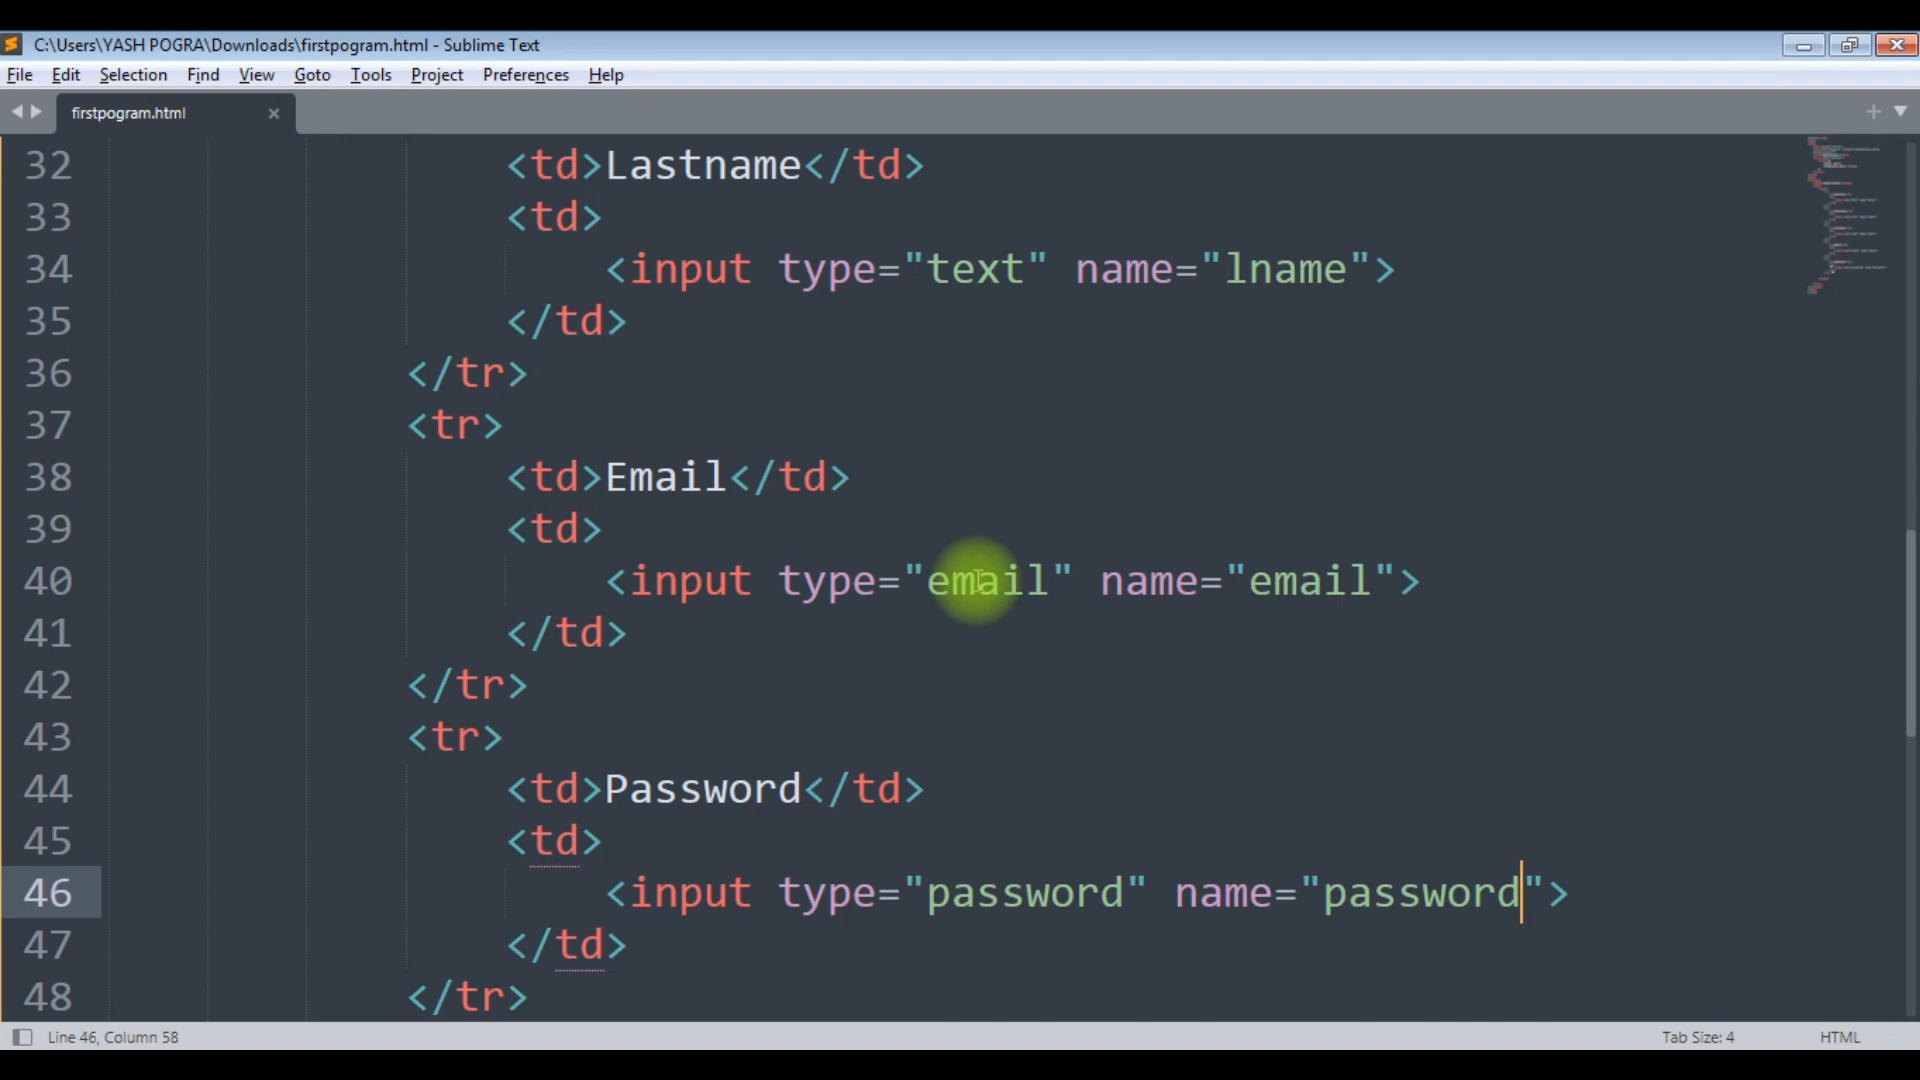 C:\Users\YASH POGRA\Downloads\firstpogram.html - Sublime Text
File Edit Selection Find View Goto Tools Project Preferences Help
firstpogram.html
32 <td>Lastname</td>
33 <td>
34 <input type="text" name="lname">
35 </td>
36 </tr>
37 <tr>
38 <td>Email</td>
39 <td>
40 <input type="email" name="email">
41 </td>
42 </tr>
43 <tr>
44 <td>Password</td>
45 <td>
46 <input type="password" name="password">
47 </td>
48 </tr>
Line 46, Column 58 Tab Size: 4 HTML